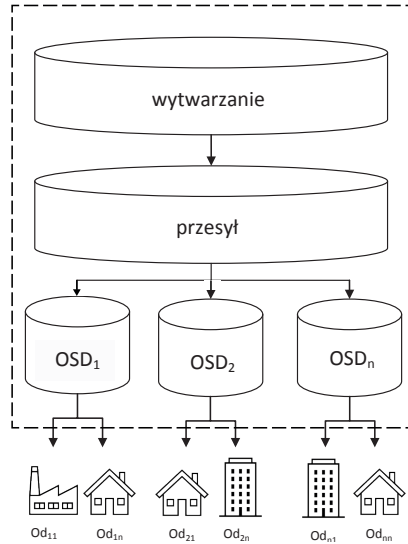 wytwarzanie
przesył
OSD₁ OSD₂ OSDₙ
Od₁₁ Od₁ₙ Od₂₁ Od₂ₙ Odₙ₁ Odₙₙ